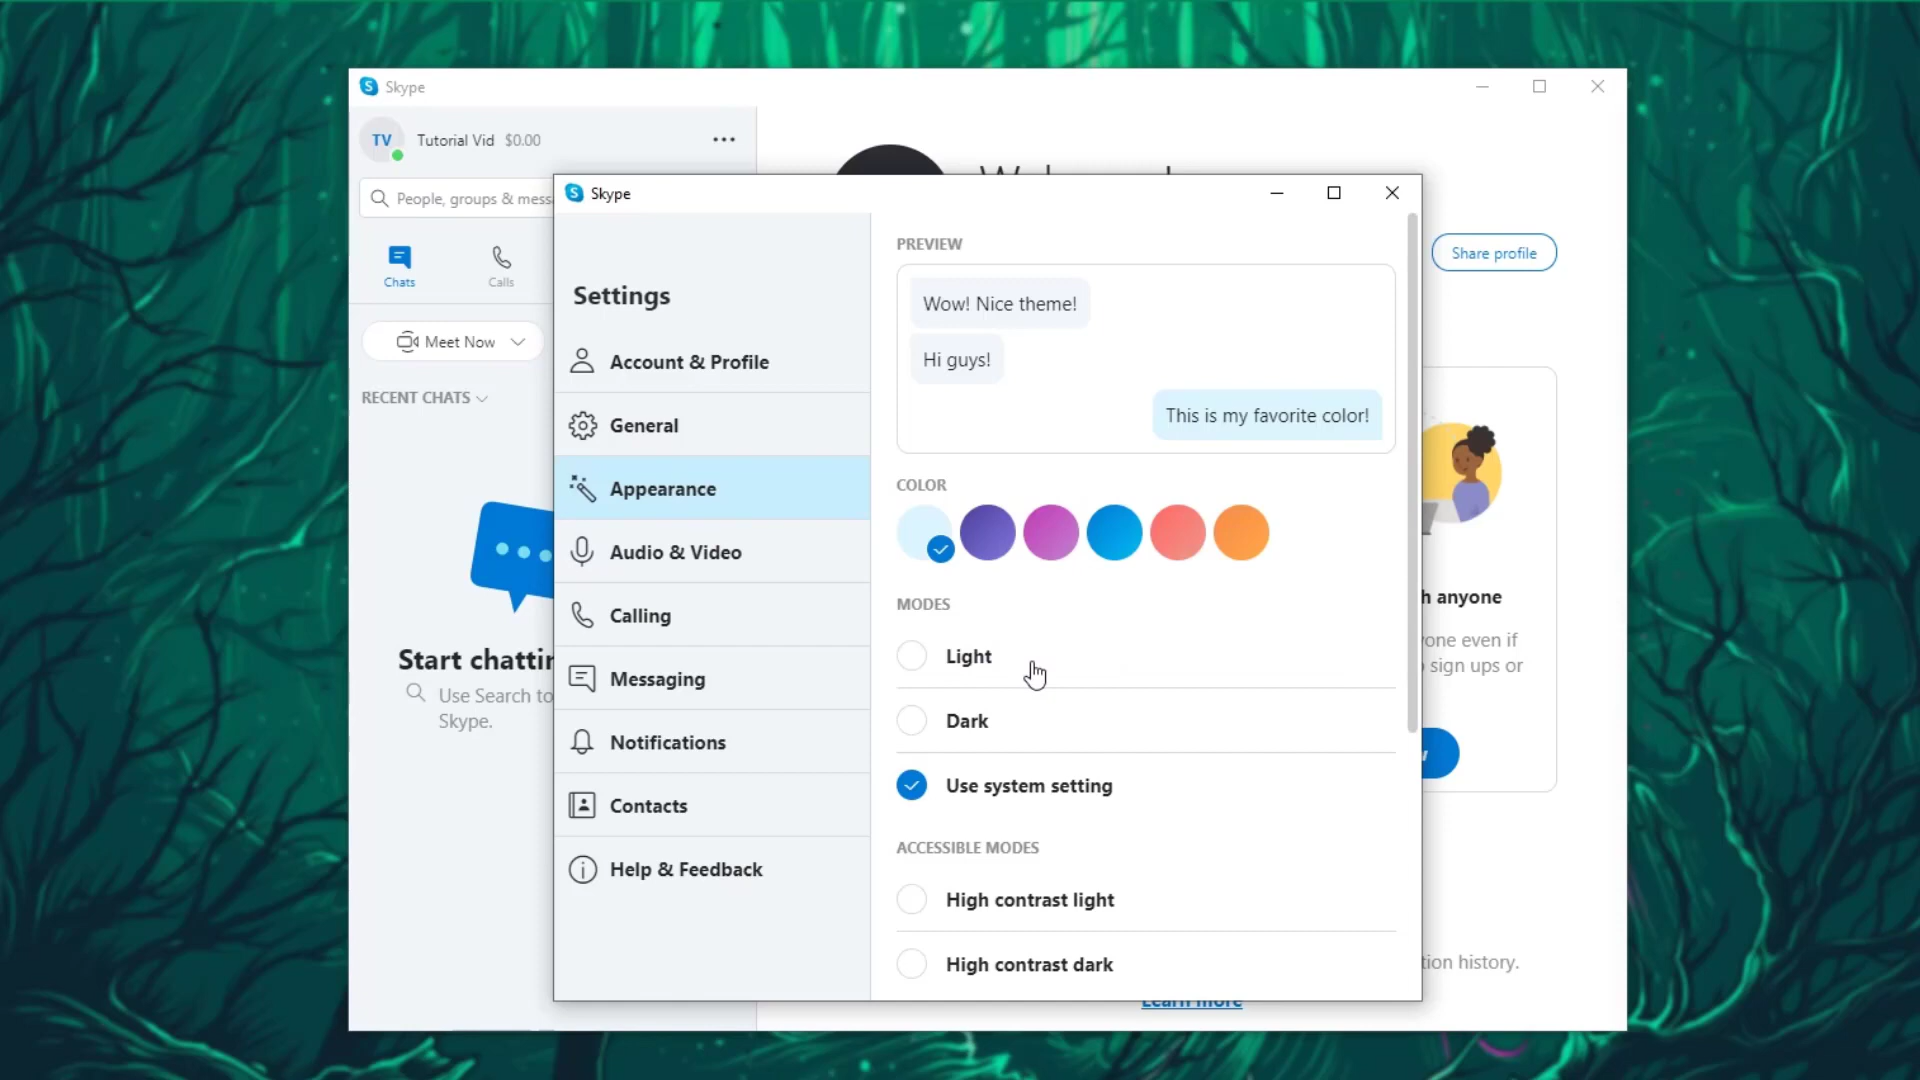 Skype
TV
Tutorial Vid $0.00
People, groups & mess
Chats
Calls
Meet Now
RECENT CHATS
Start chattin
Use Search to
Skype.
Share profile
h anyone
one even if
sign ups or
tion history.
Learn more
Skype
Settings
Account & Profile
General
Appearance
Audio & Video
Calling
Messaging
Notifications
Contacts
Help & Feedback
PREVIEW
Wow! Nice theme!
Hi guys!
This is my favorite color!
COLOR
MODES
Light
Dark
Use system setting
ACCESSIBLE MODES
High contrast light
High contrast dark